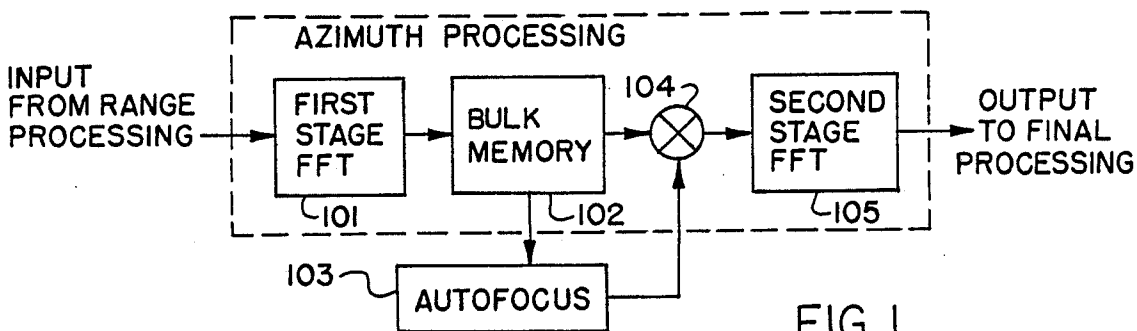 AZIMUTH PROCESSING
INPUT
FROM RANGE
PROCESSING
FIRST
STAGE
FFT
101
BULK
MEMORY
102
104
SECOND
STAGE
FFT
105
OUTPUT
TO FINAL
PROCESSING
103
AUTOFOCUS
FIG. 1